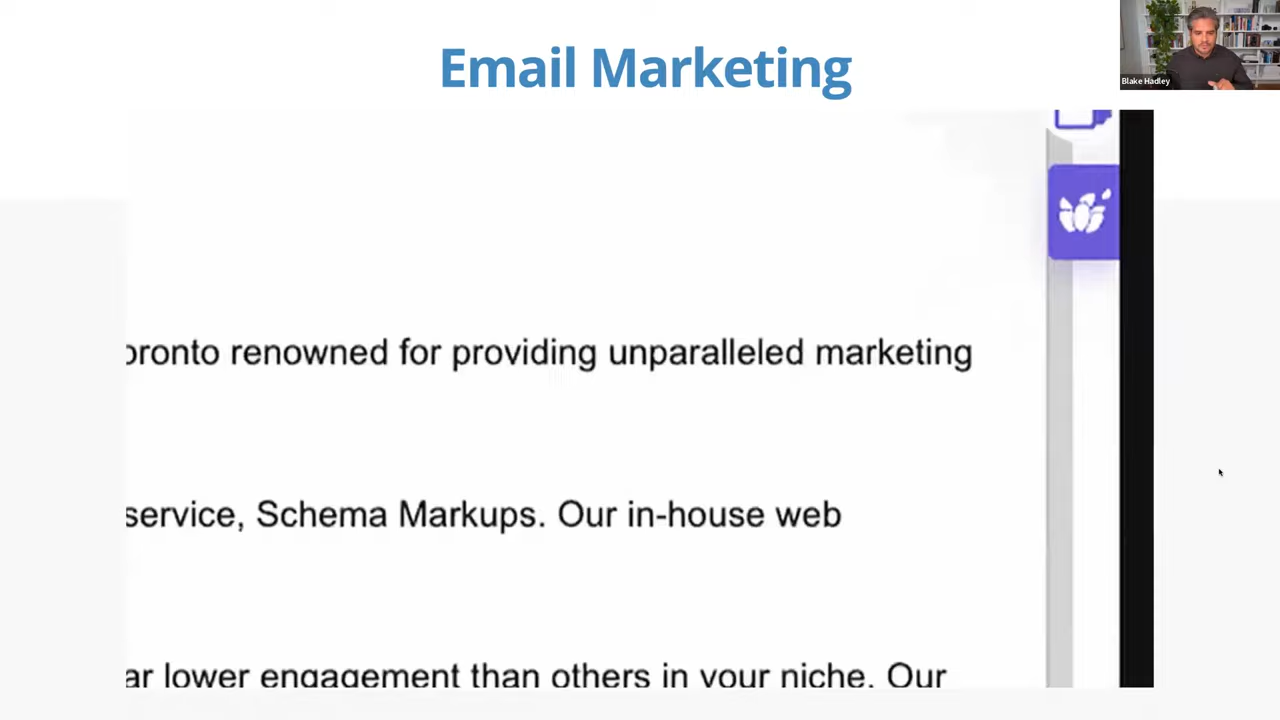 Email Marketing
Blake Hadley
oronto renowned for providing unparalleled marketing
service, Schema Markups. Our in-house web
ar lower engagement than others in your niche. Our